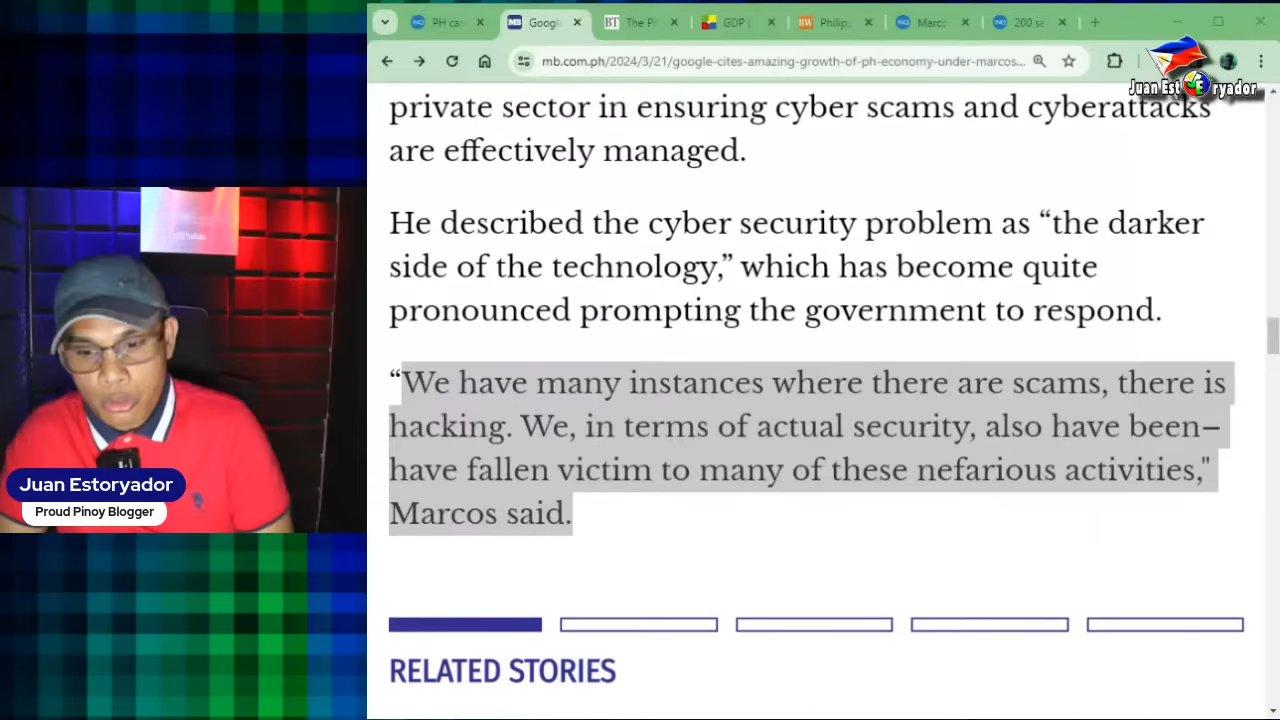 PH ca
Googl
The P
GDP |
Philip
Marco
200 se
mb.com.ph/2024/3/21/google-cites-amazing-growth-of-ph-economy-under-marcos...
Juan Est ryador
private sector in ensuring cyber scams and cyberattacks
are effectively managed.
He described the cyber security problem as “the darker
side of the technology,” which has become quite
pronounced prompting the government to respond.
“We have many instances where there are scams, there is
hacking. We, in terms of actual security, also have been–
have fallen victim to many of these nefarious activities,"
Marcos said.
RELATED STORIES
Juan Estoryador
Proud Pinoy Blogger